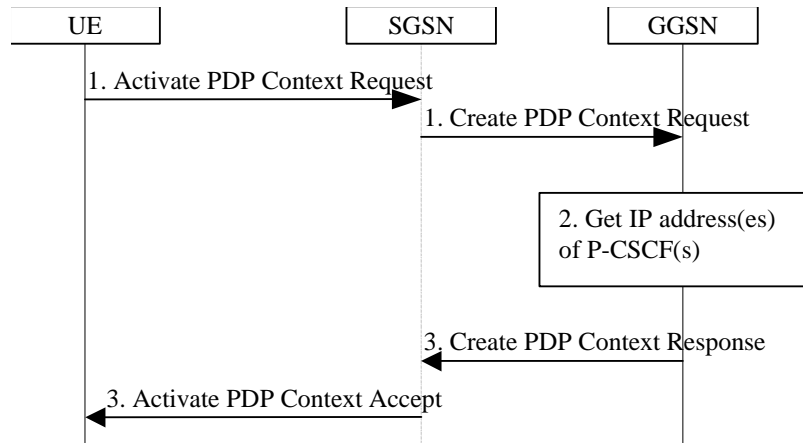 UE
SGSN
GGSN
1. Activate PDP Context Request
1. Create PDP Context Request
2. Get IP address(es)
of P-CSCF(s)
3. Create PDP Context Response
3. Activate PDP Context Accept